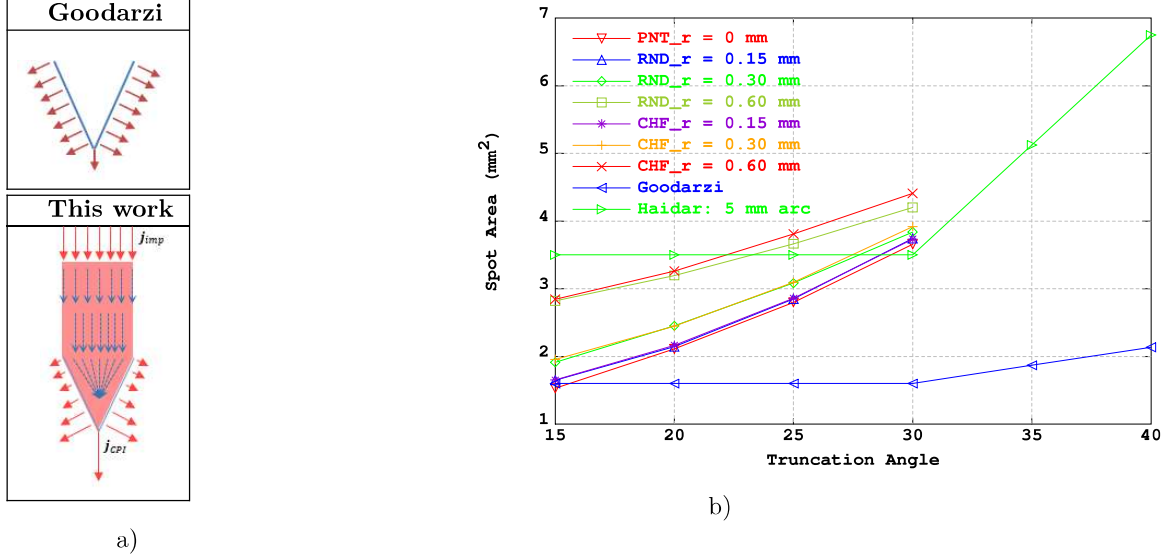 Goodarzi
This work
j_imp
j_CPI
a)
7
6
5
4
3
2
1
15
20
25
30
35
40
Spot Area (mm²)
Truncation Angle
PNT_r = 0 mm
RND_r = 0.15 mm
RND_r = 0.30 mm
RND_r = 0.60 mm
CHF_r = 0.15 mm
CHF_r = 0.30 mm
CHF_r = 0.60 mm
Goodarzi
Haidar: 5 mm arc
b)